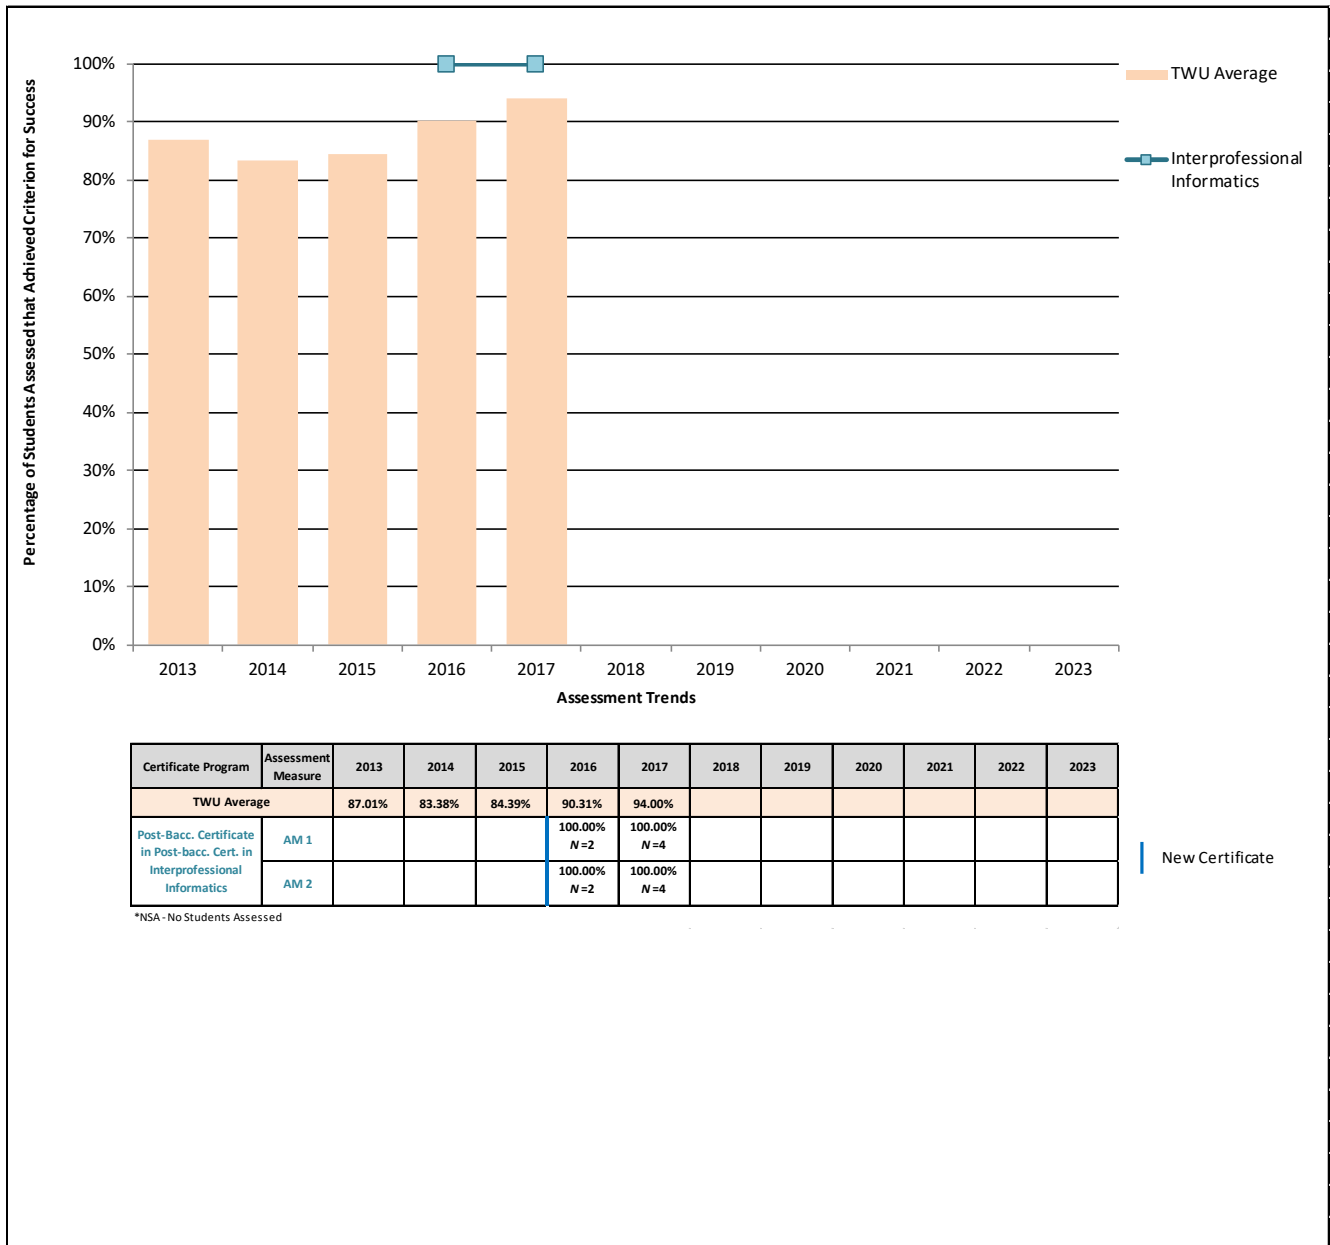 Percentage of Students Assessed that Achieved Criterion for Success
100%
90%
80%
70%
60%
50%
40%
30%
20%
10%
0%
2013 2014 2015 2016 2017 2018 2019 2020 2021 2022 2023
Assessment Trends
TWU Average
Interprofessional
Informatics
Certificate Program Assessment Measure 2013 2014 2015 2016 2017 2018 2019 2020 2021 2022 2023
TWU Average 87.01% 83.38% 84.39% 90.31% 94.00%
Post-Bacc. Certificate
in Post-bacc. Cert. in
Interprofessional
Informatics
AM 1
100.00% 100.00%
N=2 N=4
AM 2
100.00% 100.00%
N=2 N=4
New Certificate
*NSA - No Students Assessed